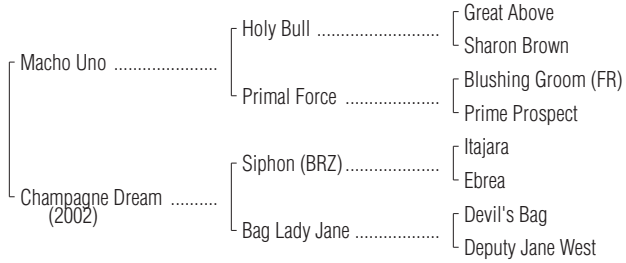 Great Above
Holy Bull ........................
Sharon Brown
Macho Uno ....................
Blushing Groom (FR)
Primal Force ..................
Prime Prospect
Itajara
Siphon (BRZ)..................
Ebrea
Champagne Dream .........
(2002)
Devil's Bag
Bag Lady Jane ................
Deputy Jane West